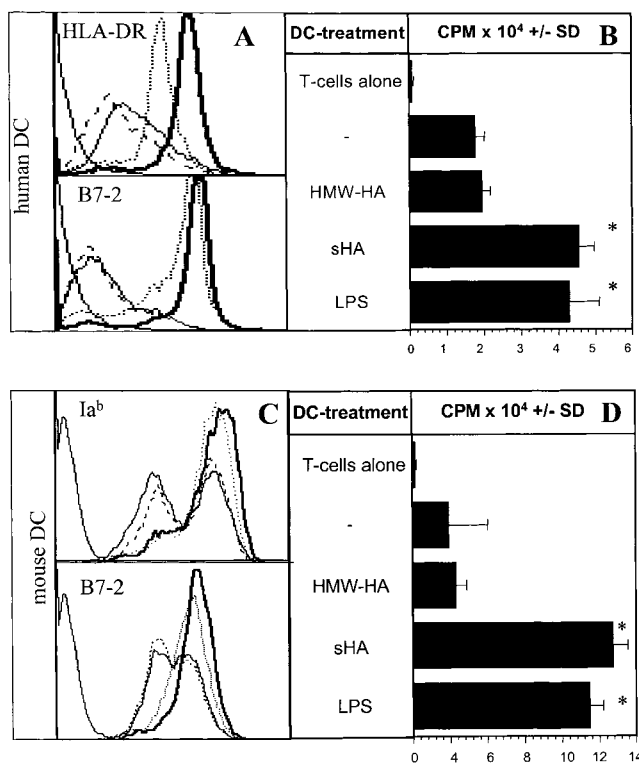 HLA-DR
A
DC-treatment
CPM x 10⁴ +/- SD
B
T-cells alone
-
HMW-HA
sHA
*
LPS
*
0 1 2 3 4 5 6
B7-2
human DC
Iaᵇ
C
DC-treatment
CPM x 10⁴ +/- SD
D
T-cells alone
-
HMW-HA
sHA
*
LPS
*
0 4 6 8 10 12 14
B7-2
mouse DC